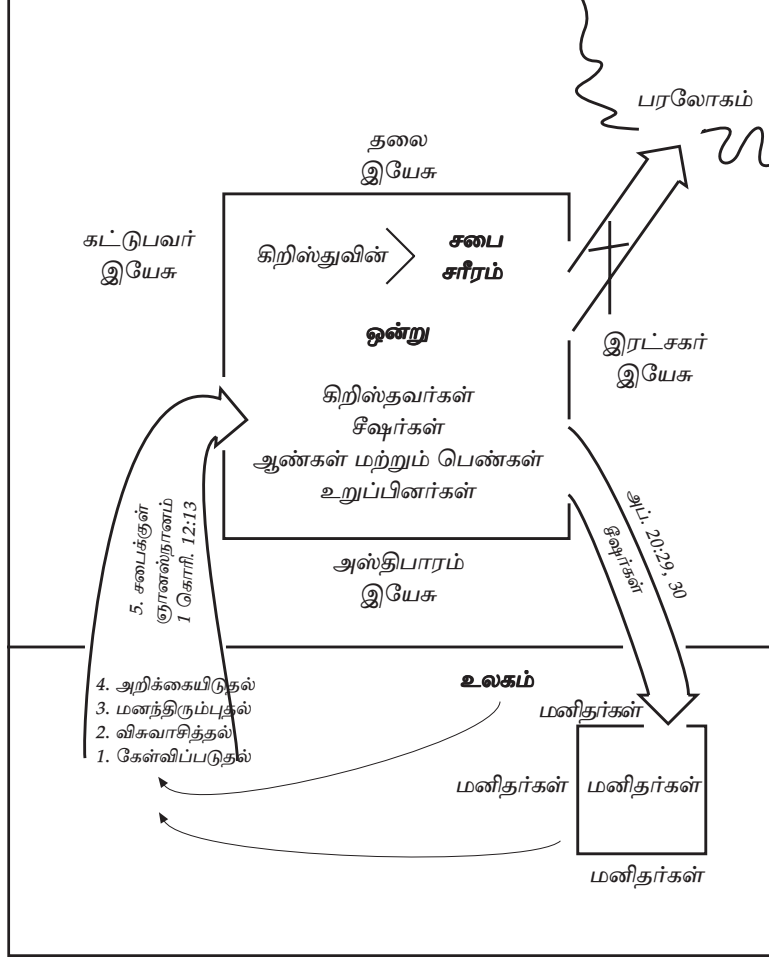 பரலோகம்
தலை
இயேசு
கட்டுபவர்
இயேசு
கிறிஸ்துவின்
சபை
சரீரம்
ஒன்று
இரட்சகர்
இயேசு
கிறிஸ்தவர்கள்
சீஷர்கள்
ஆண்கள் மற்றும் பெண்கள்
உறுப்பினர்கள்
அப். 20:29, 30
சீஷர்கள்
5. சபைக்குள்
ஞானஸ்நானம்
1 கொரி. 12:13
அஸ்திபாரம்
இயேசு
4. அறிக்கையிடுதல்
3. மனந்திரும்புதல்
2. விசுவாசித்தல்
1. கேள்விப்படுதல்
உலகம்
மனிதர்கள்
மனிதர்கள்
மனிதர்கள்
மனிதர்கள்